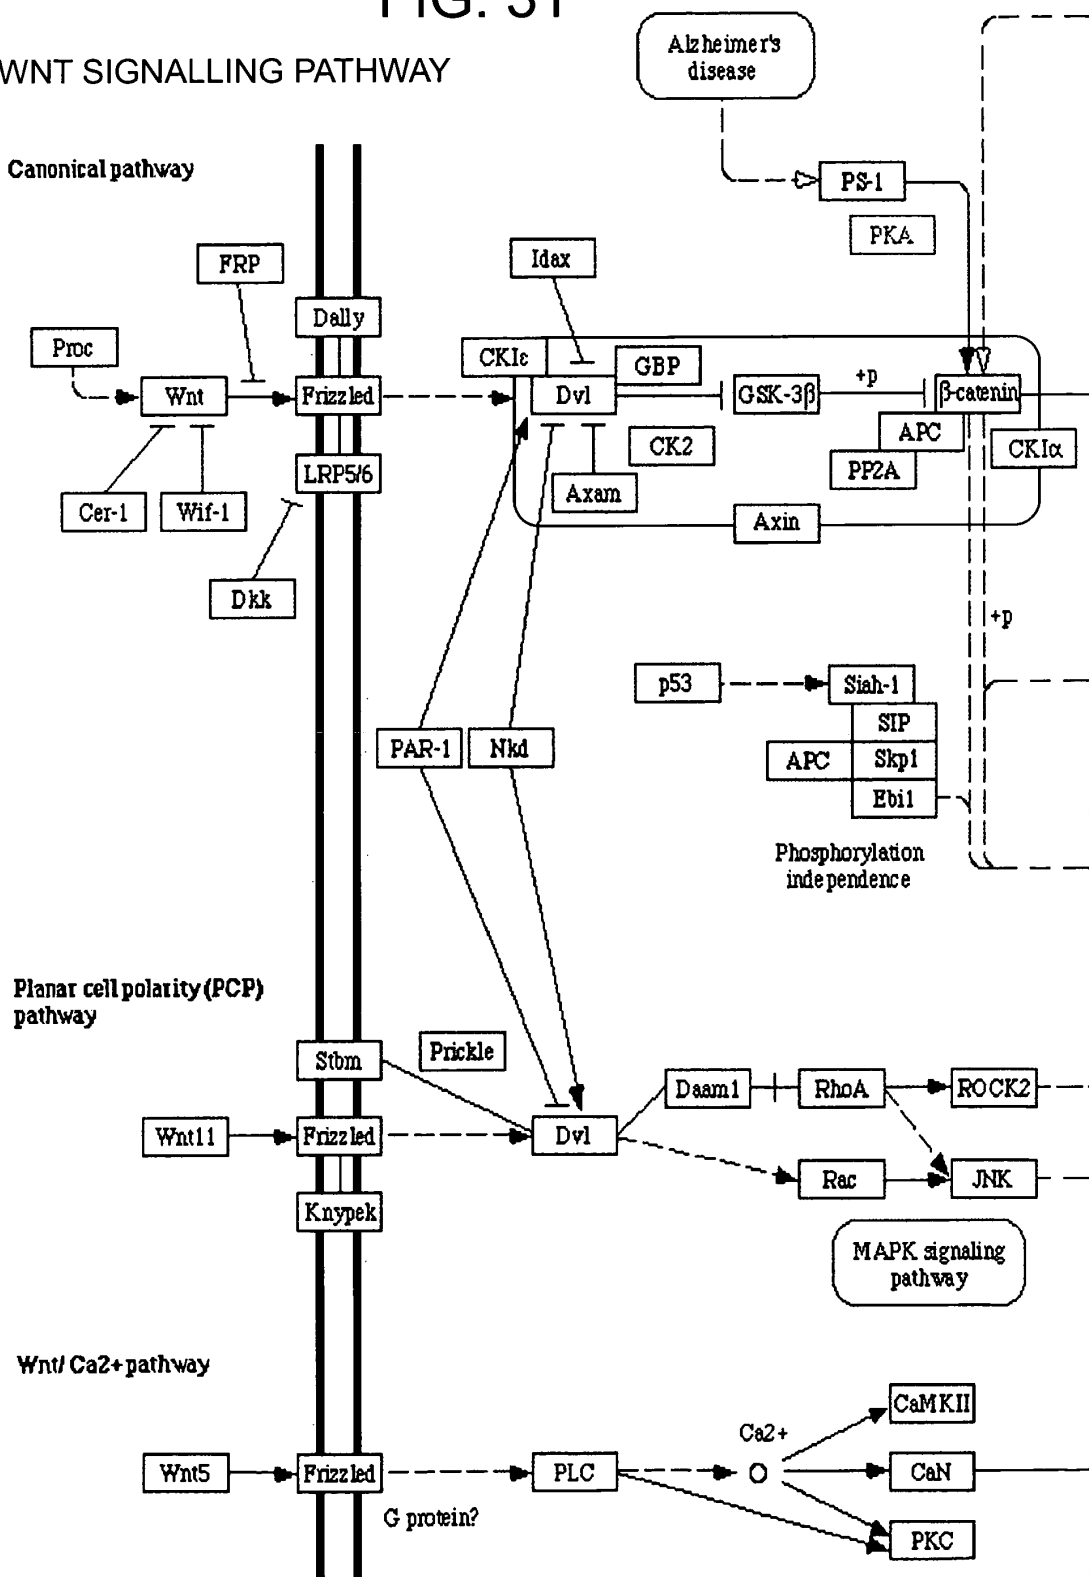 FIG. 31
WNT SIGNALLING PATHWAY
Alzheimer's
disease
Canonical pathway
PS-1
PKA
FRP
Idax
Dally
Proc
CKIε
GBP
+p
Wnt
Frizzled
Dvl
GSK-3β
β-catenin
APC
CK2
CKIα
LRP5/6
PP2A
Axam
Cer-1
Wif-1
Axin
Dkk
+p
p53
Siah-1
SIP
PAR-1
Nkd
APC
Skp1
Ebi1
Phosphorylation
independence
Planar cell polarity (PCP)
pathway
Stbm
Prickle
Daam1
RhoA
ROCK2
Wnt11
Frizzled
Dvl
Rac
JNK
Knypek
MAPK signaling
pathway
Wnt/ Ca2+ pathway
CaMKII
Ca2+
Wnt5
Frizzled
PLC
CaN
G protein?
PKC